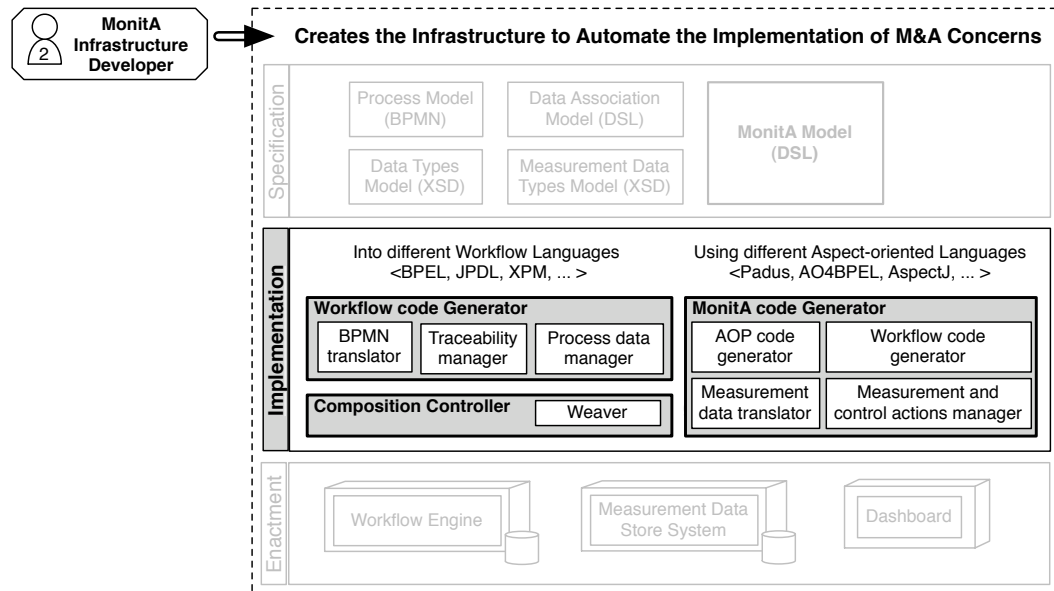 MonitA
Infrastructure
Developer
2
Creates the Infrastructure to Automate the Implementation of M&A Concerns
Specification
Process Model
(BPMN)
Data Association
Model (DSL)
MonitA Model
(DSL)
Data Types
Model (XSD)
Measurement Data
Types Model (XSD)
Implementation
Into different Workflow Languages
<BPEL, JPDL, XPM, ... >
Using different Aspect-oriented Languages
<Padus, AO4BPEL, AspectJ, ... >
Workflow code Generator
BPMN
translator
Traceability
manager
Process data
manager
Composition Controller
Weaver
MonitA code Generator
AOP code
generator
Workflow code
generator
Measurement
data translator
Measurement and
control actions manager
Enactment
Workflow Engine
Measurement Data
Store System
Dashboard